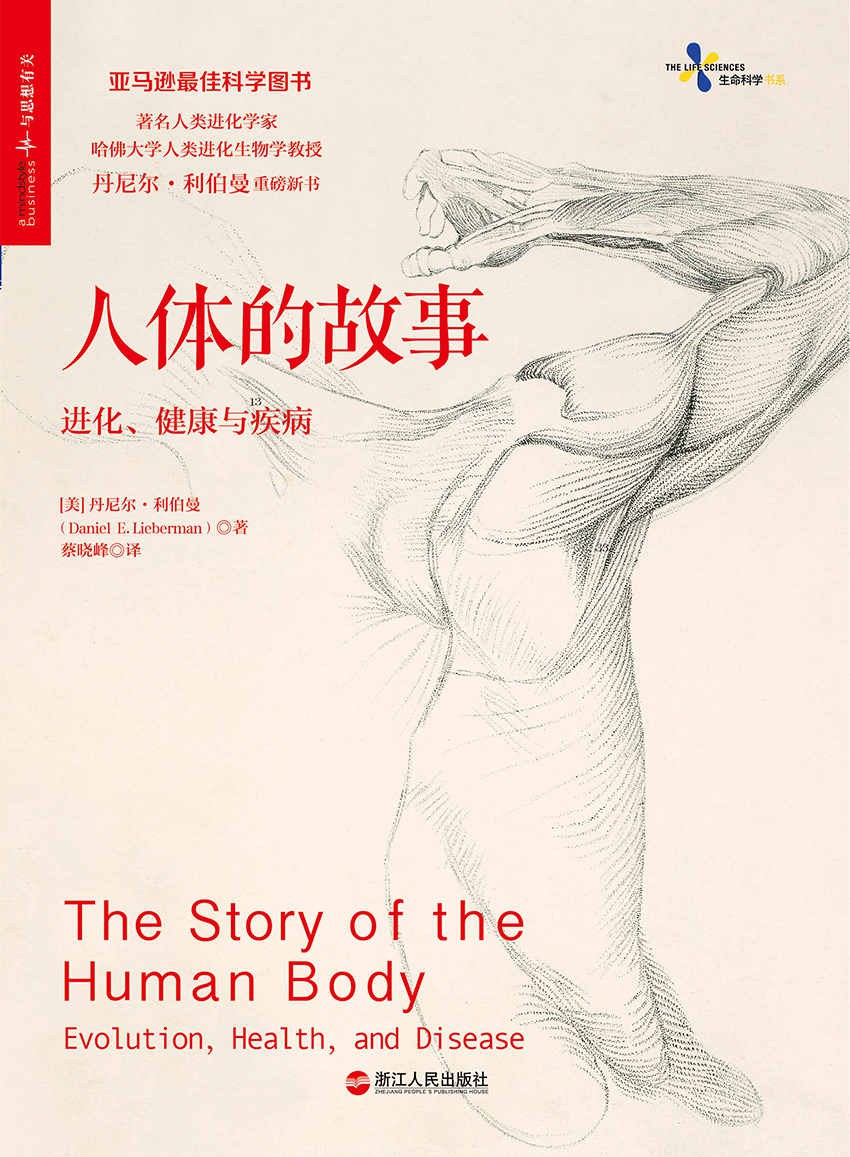 与思想有关
a mindstyle
business
亚马逊最佳科学图书
著名人类进化学家
哈佛大学人类进化生物学教授
丹尼尔·利伯曼重磅新书
THE LIFE SCIENCES
生命科学书系
人体的故事
13
进化、健康与疾病
[美] 丹尼尔·利伯曼
(Daniel E. Lieberman) ◎著
蔡晓峰◎译
33
The Story of the
Human Body
Evolution, Health, and Disease
浙江人民出版社
ZHEJIANG PEOPLE'S PUBLISHING HOUSE